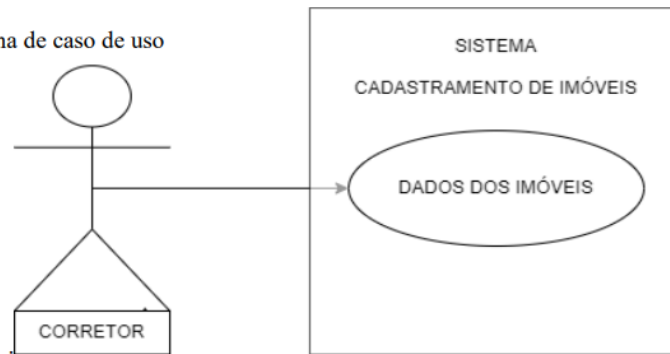 na de caso de uso
SISTEMA
CADASTRAMENTO DE IMÓVEIS
DADOS DOS IMÓVEIS
CORRETOR